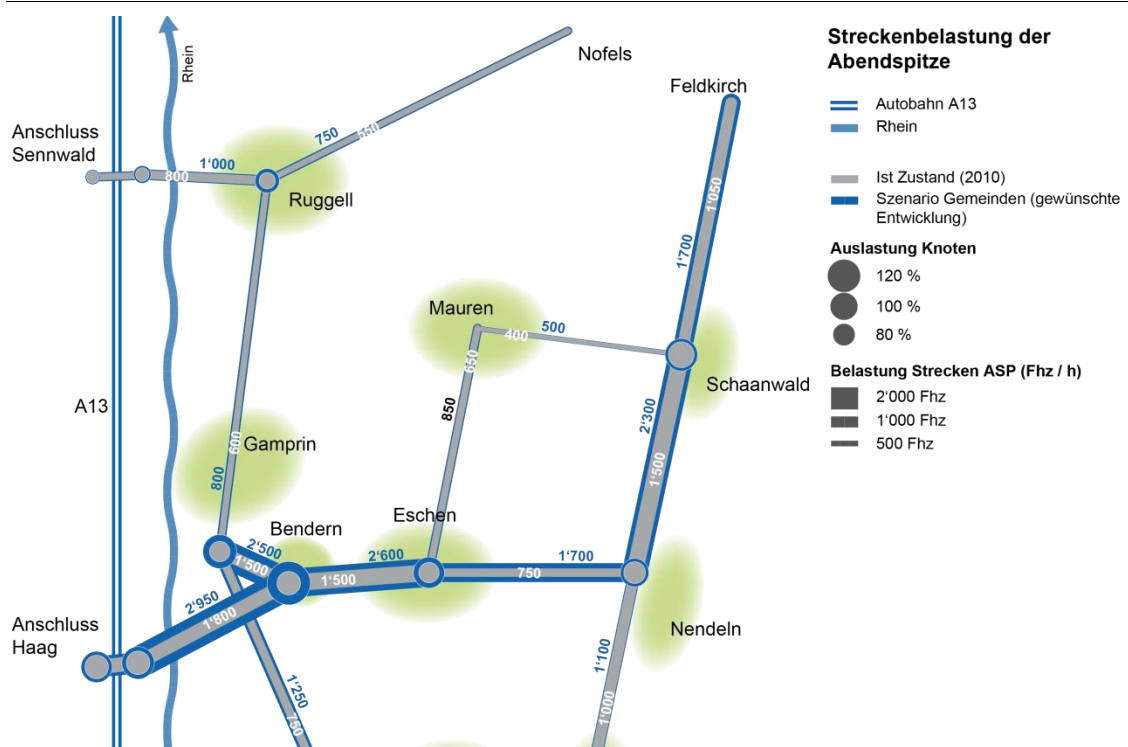 Rhein
Nofels
Feldkirch
Anschluss
Sennwald
1'000
800
750
550
Ruggell
1'050
1'700
Mauren
500
400
650
850
Schaanwald
A13
Gamprin
600
800
2'300
1'500
Bendern
Eschen
2'500
1'500
2'600
1'500
1'700
750
Nendeln
2'950
1'800
Anschluss
Haag
1'250
750
1'100
1'000
Streckenbelastung der
Abendspitze
Autobahn A13
Rhein
Ist Zustand (2010)
Szenario Gemeinden (gewünschte
Entwicklung)
Auslastung Knoten
120 %
100 %
80 %
Belastung Strecken ASP (Fhz / h)
2'000 Fhz
1'000 Fhz
500 Fhz